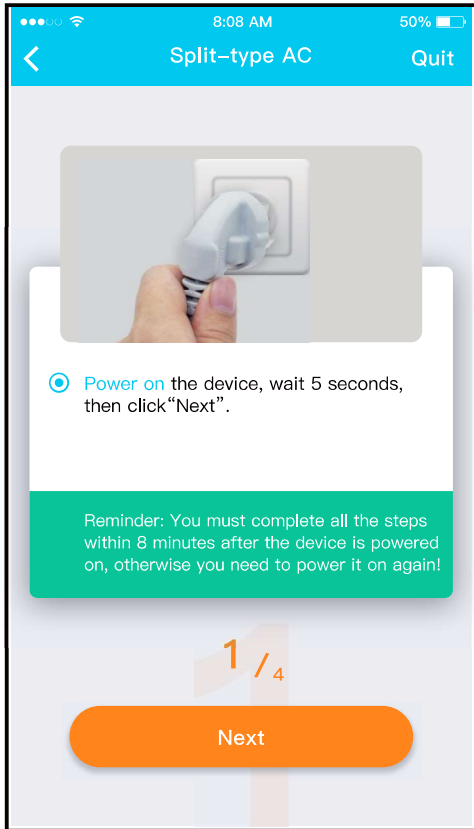 8:08 AM
50%
Split-type AC
Quit
Power on the device, wait 5 seconds,
then click“Next”.
Reminder: You must complete all the steps
within 8 minutes after the device is powered
on, otherwise you need to power it on again!
1/4
Next